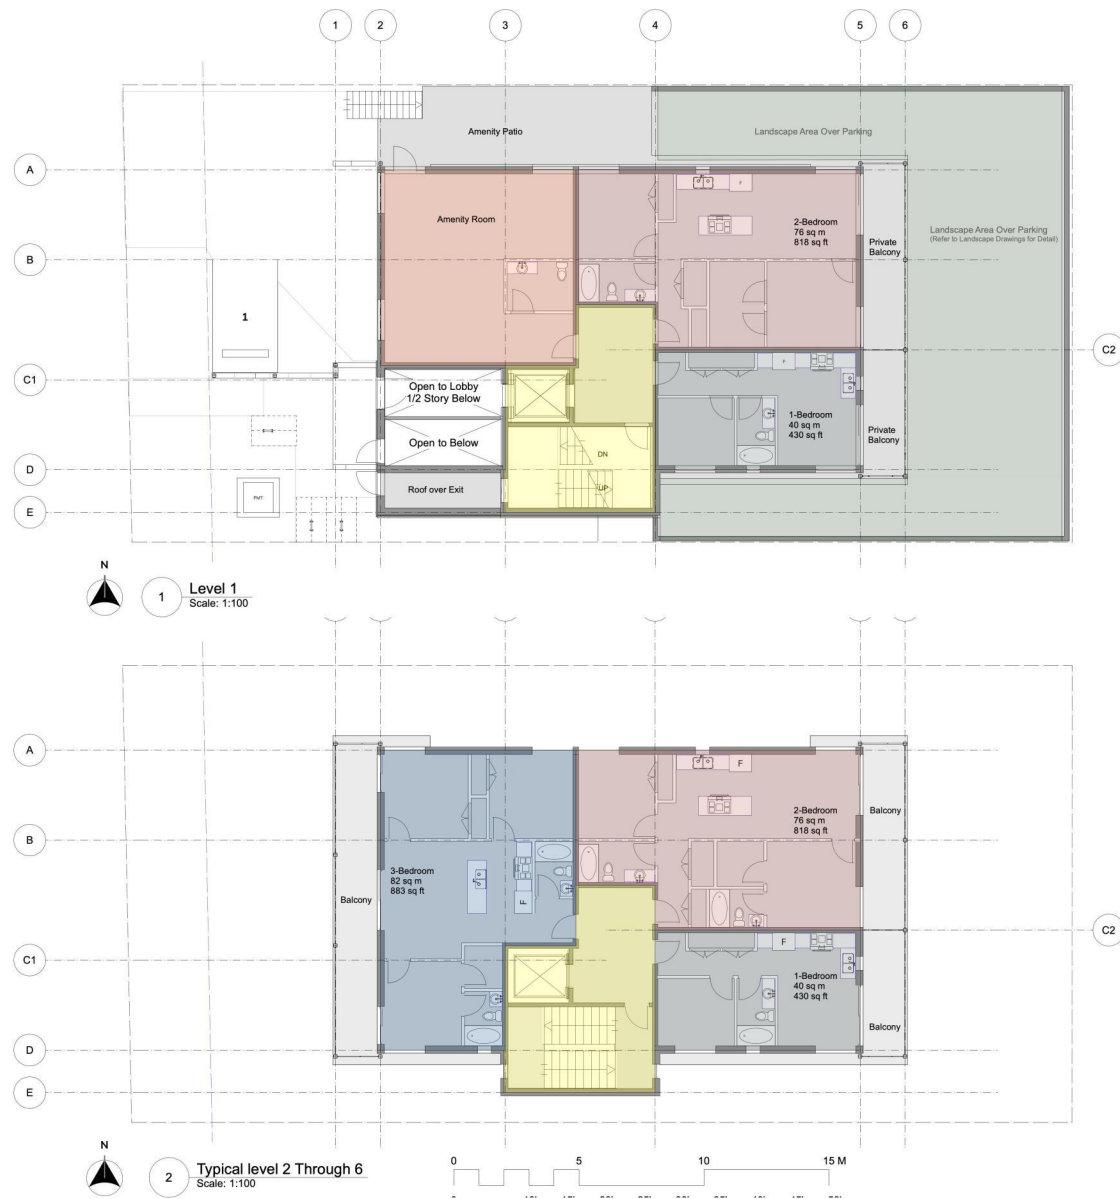 1 2 3 4 5 6
Amenity Patio
Landscape Area Over Parking
A
Amenity Room
2-Bedroom
76 sq m
818 sq ft
F
Private
Balcony
Landscape Area Over Parking
(Refer to Landscape Drawings for Detail)
B
1
C2
C1
Open to Lobby
1/2 Story Below
F
1-Bedroom
40 sq m
430 sq ft
Private
Balcony
Open to Below
DN
D
Roof over Exit
UP
PMT
E
N
1
Level 1
Scale: 1:100
A
F
2-Bedroom
76 sq m
818 sq ft
Balcony
B
3-Bedroom
82 sq m
883 sq ft
Balcony
F
C2
C1
F
1-Bedroom
40 sq m
430 sq ft
Balcony
D
E
N
2
Typical level 2 Through 6
Scale: 1:100
0 5 10 15 M